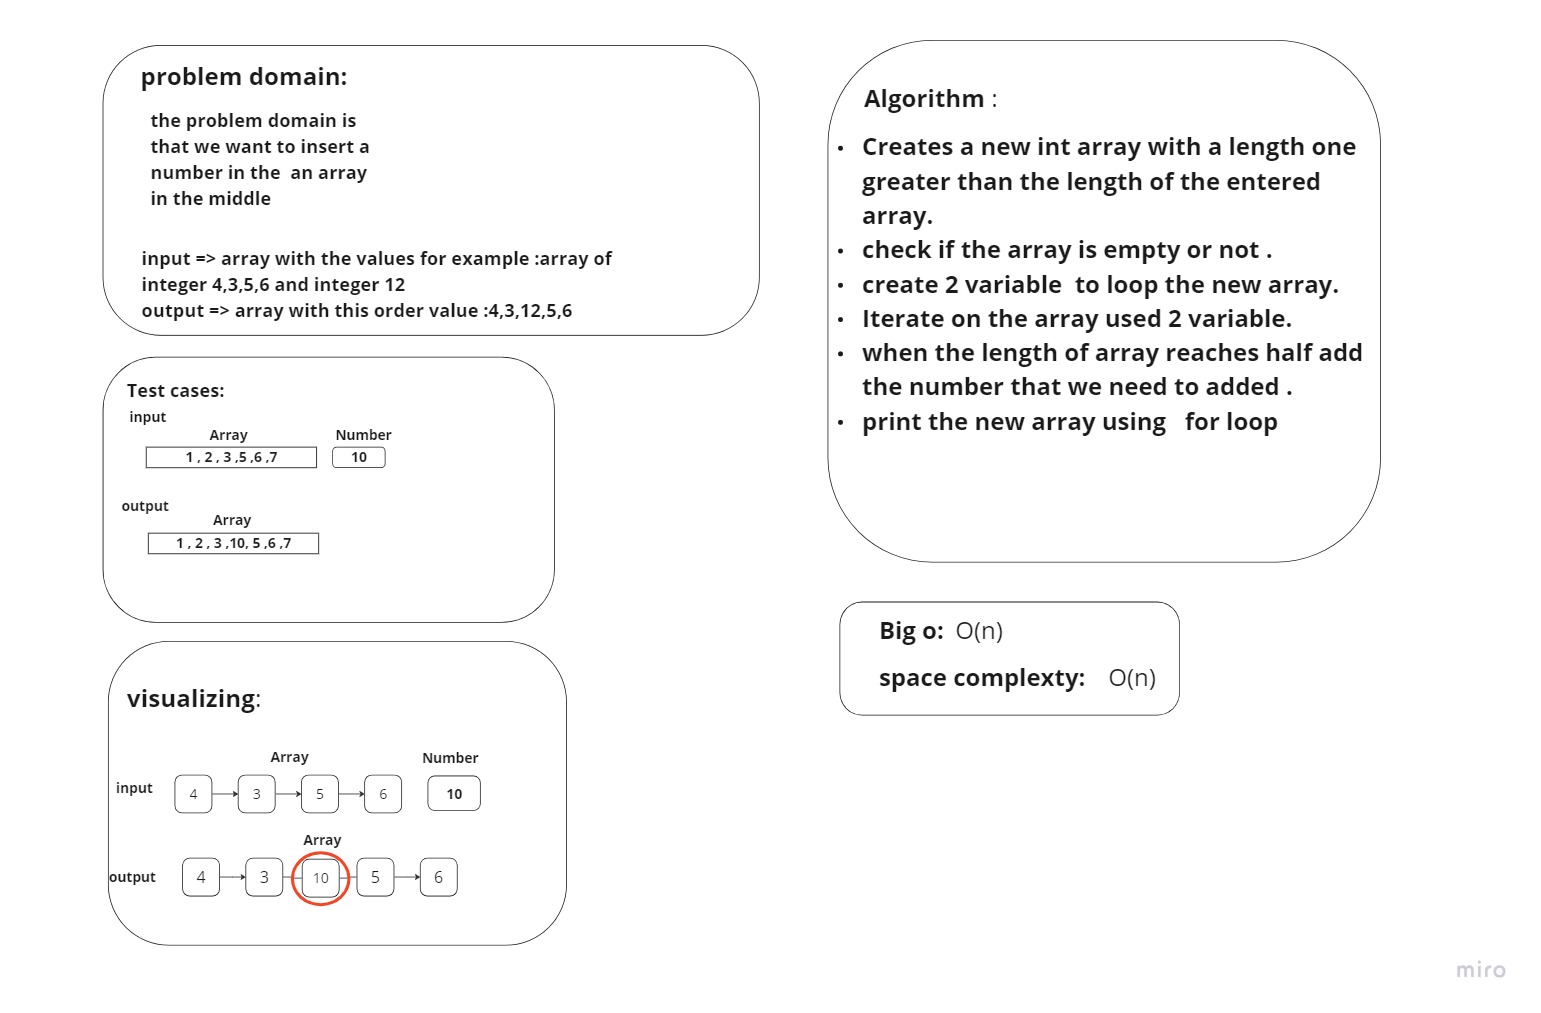 problem domain:
the problem domain is
that we want to insert a
number in the  an array
in the middle
input => array with the values for example :array of
integer 4,3,5,6 and integer 12
output => array with this order value :4,3,12,5,6
Test cases:
input
Array
Number
1 , 2 , 3 ,5 ,6 ,7
10
output
Array
1 , 2 , 3 ,10, 5 ,6 ,7
visualizing:
Array
Number
input
4
3
5
6
10
Array
output
4
3
10
5
6
Algorithm :
• Creates a new int array with a length one
greater than the length of the entered
array.
• check if the array is empty or not .
• create 2 variable  to loop the new array.
• Iterate on the array used 2 variable.
• when the length of array reaches half add
the number that we need to added .
• print the new array using   for loop
Big o:  O(n)
space complexty:   O(n)
miro